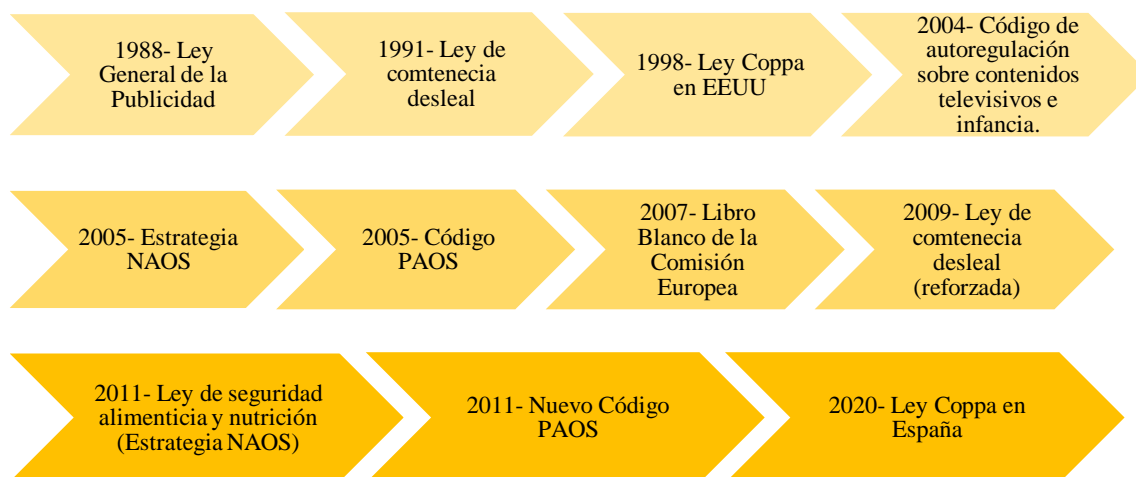 1988- Ley
General de la
Publicidad
1991- Ley de
comtenecia
desleal
1998- Ley Coppa
en EEUU
2004- Código de
autoregulación
sobre contenidos
televisivos e
infancia.
2005- Estrategia
NAOS
2005- Código
PAOS
2007- Libro
Blanco de la
Comisión
Europea
2009- Ley de
comtenecia
desleal
(reforzada)
2011- Ley de seguridad
alimenticia y nutrición
(Estrategia NAOS)
2011- Nuevo Código
PAOS
2020- Ley Coppa en
España